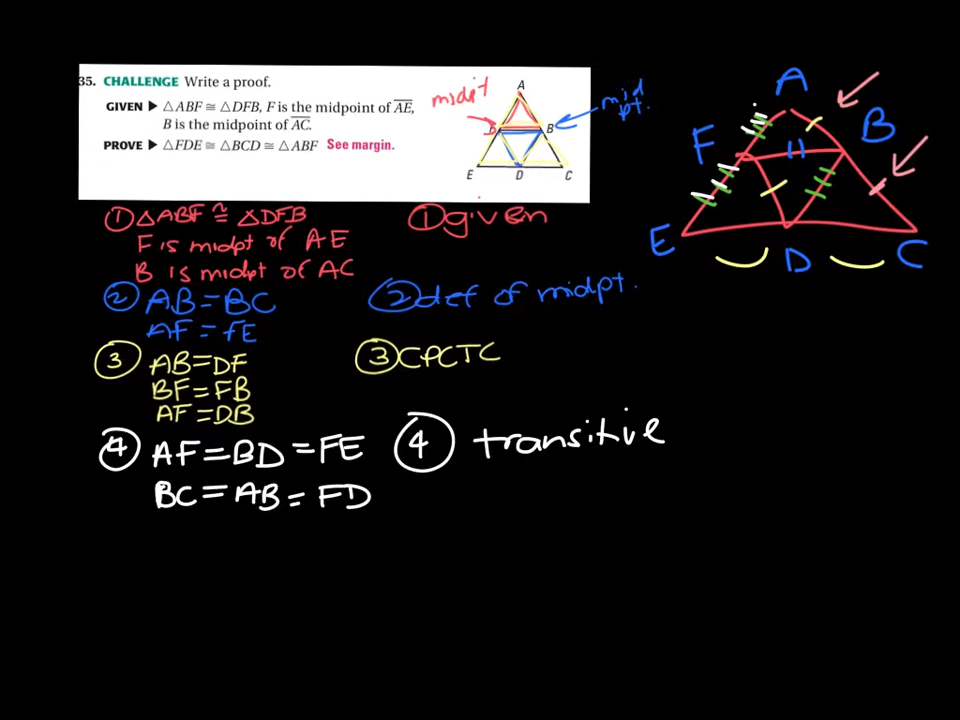 35. CHALLENGE Write a proof.
GIVEN ▶ △ABF ≅ △DFB, F is the midpoint of AE,
B is the midpoint of AC.
PROVE ▶ △FDE ≅ △BCD ≅ △ABF See margin.
midpt
A
B
E
D
C
mid
pt.
A
B
F
E
D
C
① △ABF ≅ △DFB
F is midpt of AE
B is midpt of AC
① given
② AB = BC
AF = FE
② def of midpt.
③ AB = DF
BF = FB
AF = DB
③ CPCTC
④ AF = BD = FE
BC = AB = FD
④ transitive